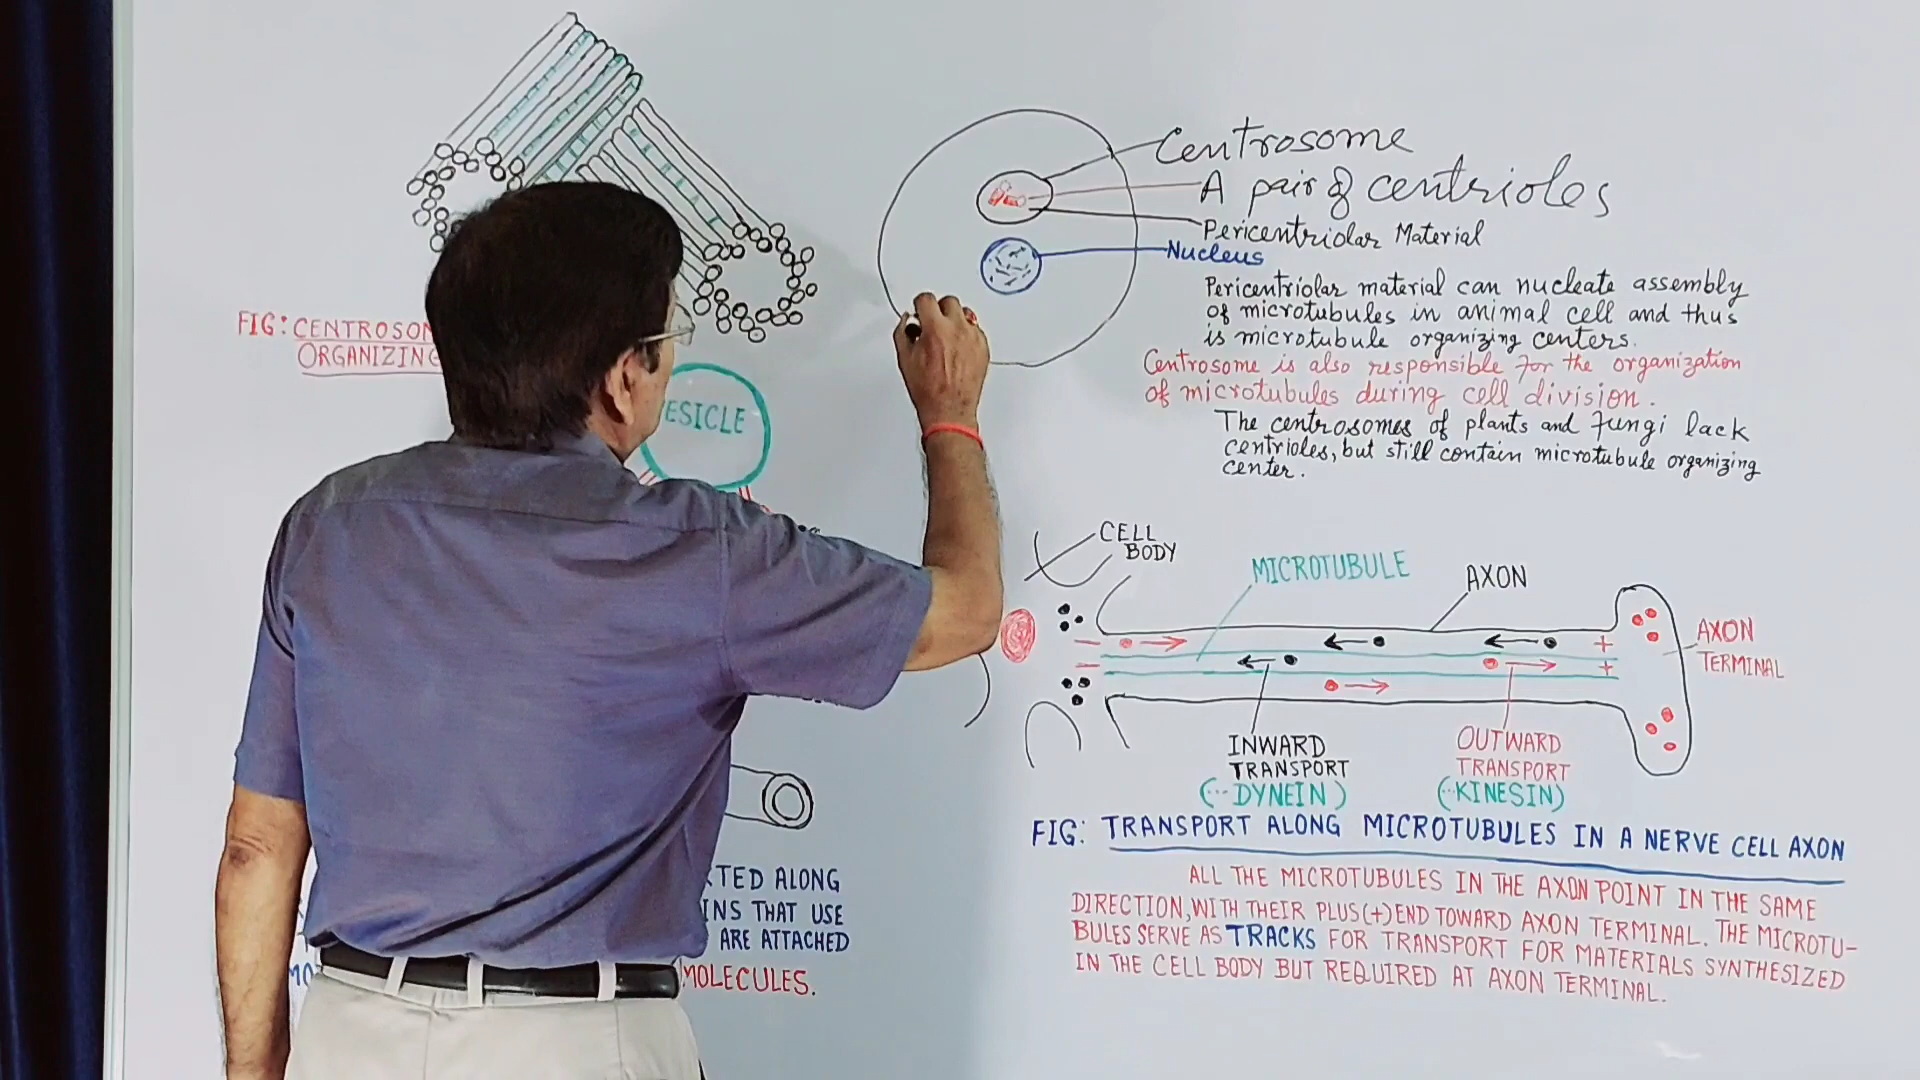 Centrosome
A pair of centrioles
Pericentriolar Material
Nucleus
Pericentriolar material can nucleate assembly
of microtubules in animal cell and thus
is microtubule organizing centers.
Centrosome is also responsible for the organization
of microtubules during cell division.
The centrosomes of plants and fungi lack
centrioles, but still contain microtubule organizing
center.
FIG: CENTROSOM
ORGANIZING
ESICLE
CELL
BODY
MICROTUBULE
AXON
AXON
TERMINAL
INWARD
TRANSPORT
(··· DYNEIN )
OUTWARD
TRANSPORT
(··KINESIN)
FIG: TRANSPORT ALONG MICROTUBULES IN A NERVE CELL AXON
ALL THE MICROTUBULES IN THE AXON POINT IN THE SAME
DIRECTION, WITH THEIR PLUS(+) END TOWARD AXON TERMINAL. THE MICROTU-
BULES SERVE AS TRACKS FOR TRANSPORT FOR MATERIALS SYNTHESIZED
IN THE CELL BODY BUT REQUIRED AT AXON TERMINAL.
TED ALONG
INS THAT USE
ARE ATTACHED
MO
MOLECULES.